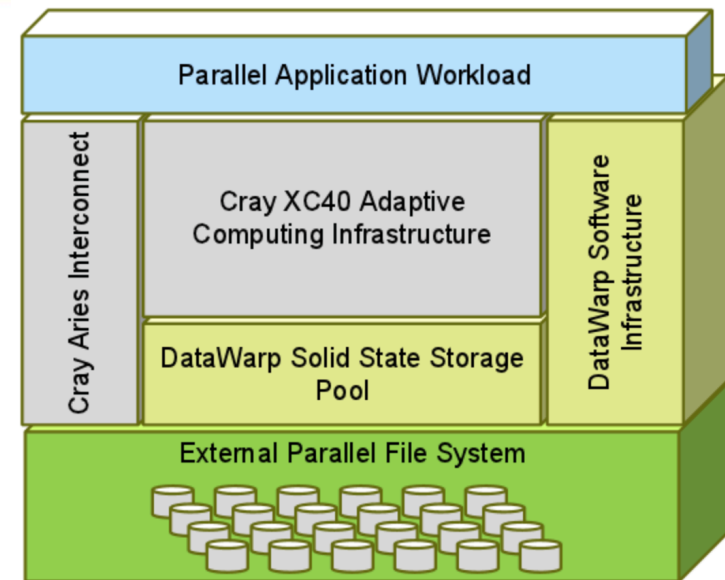 Parallel Application Workload
Cray Aries Interconnect
Cray XC40 Adaptive
Computing Infrastructure
DataWarp Solid State Storage
Pool
DataWarp Software
Infrastructure
External Parallel File System